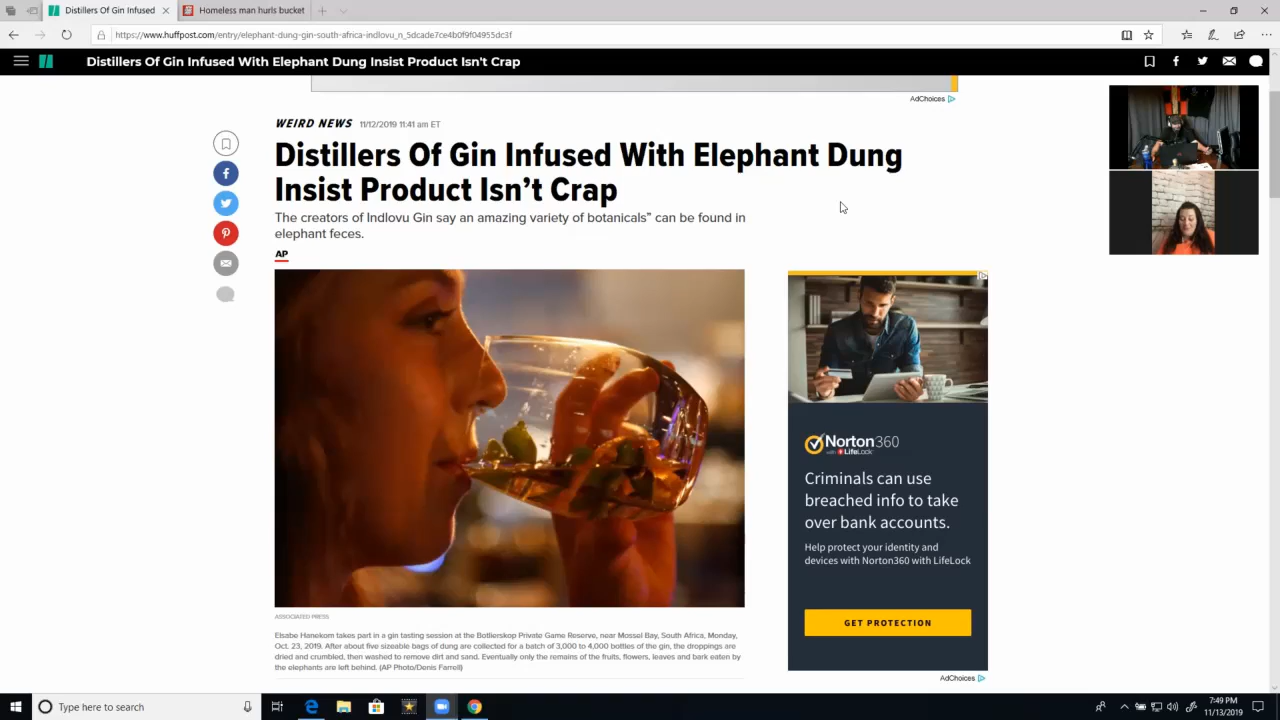 Distillers Of Gin Infused
Homeless man hurls bucket
https://www.huffpost.com/entry/elephant-dung-gin-south-africa-indlovu_n_5dcade7ce4b0f9f04955dc3f
Distillers Of Gin Infused With Elephant Dung Insist Product Isn't Crap
AdChoices
WEIRD NEWS 11/12/2019 11:41 am ET
Distillers Of Gin Infused With Elephant Dung
Insist Product Isn't Crap
The creators of Indlovu Gin say an amazing variety of botanicals” can be found in
elephant feces.
AP
Norton360
with LifeLock
Criminals can use
breached info to take
over bank accounts.
Help protect your identity and
devices with Norton360 with LifeLock
GET PROTECTION
AdChoices
ASSOCIATED PRESS
Elsabe Hanekom takes part in a gin tasting session at the Botlierskop Private Game Reserve, near Mossel Bay, South Africa, Monday,
Oct. 23, 2019. After about five sizeable bags of dung are collected for a batch of 3,000 to 4,000 bottles of the gin, the droppings are
dried and crumbled, then washed to remove dirt and sand. Eventually only the remains of the fruits, flowers, leaves and bark eaten by
the elephants are left behind. (AP Photo/Denis Farrell)
Type here to search
7:49 PM
11/13/2019